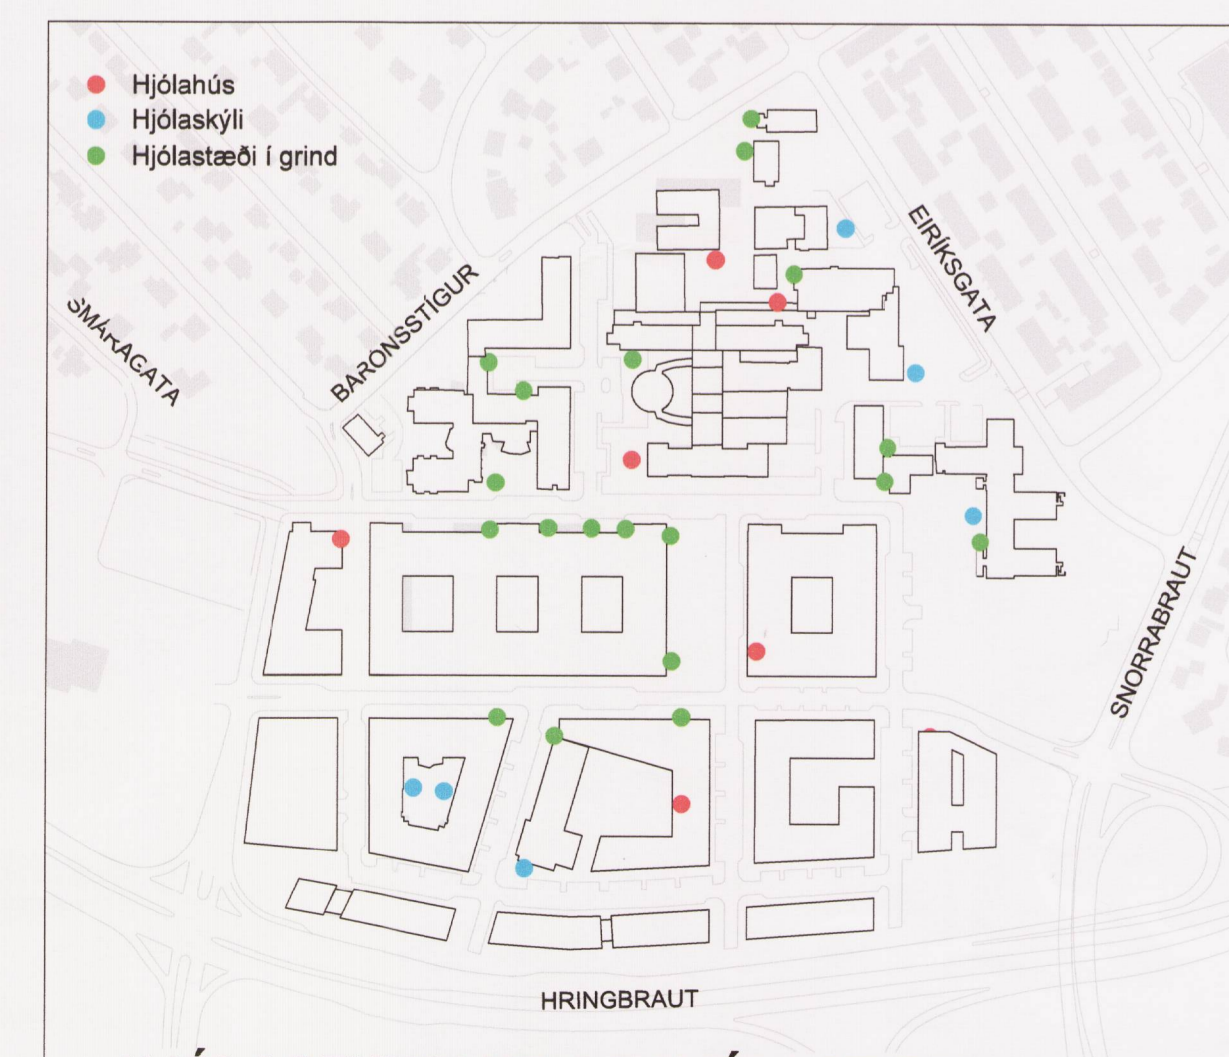 Hjólahús
Hjólaskýli
Hjólastæði í grind
EIRÍKSGATA
BARONSSTÍGUR
SMÁRAGATA
SNORRABRAUT
HRINGBRAUT